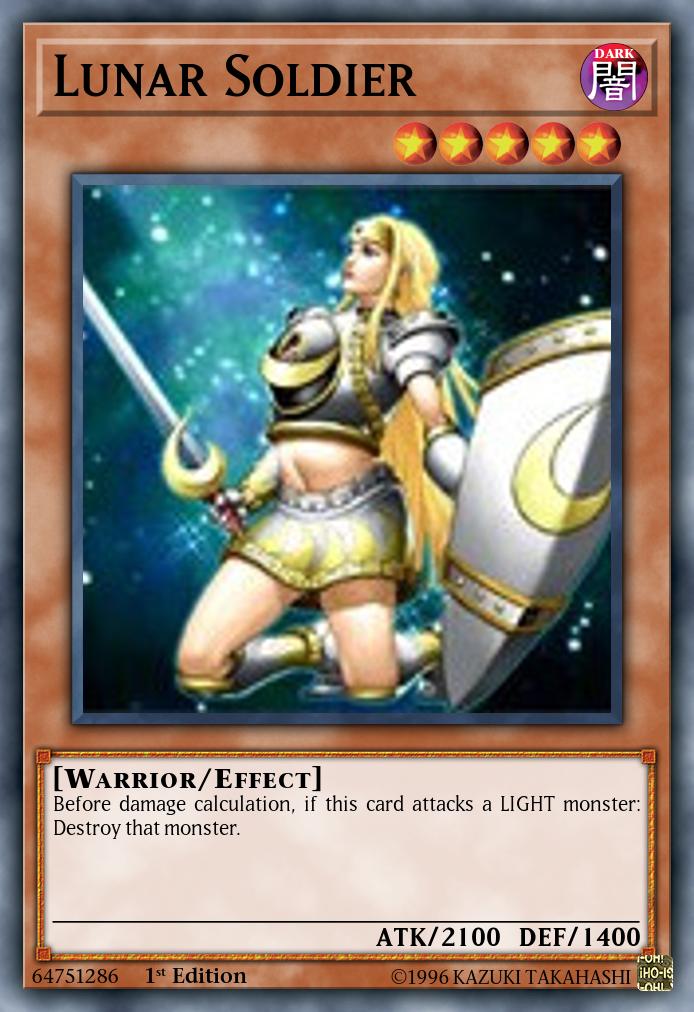 LUNAR SOLDIER
DARK
闇
[WARRIOR/EFFECT]
Before damage calculation, if this card attacks a LIGHT monster:
Destroy that monster.
ATK/2100 DEF/1400
64751286 1st Edition ©1996 KAZUKI TAKAHASHI